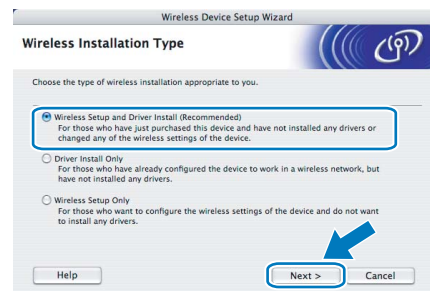 Wireless Device Setup Wizard
Wireless Installation Type
Choose the type of wireless installation appropriate to you.
Wireless Setup and Driver Install (Recommended)
For those who have just purchased this device and have not installed any drivers or
changed any of the wireless settings of the device.
Driver Install Only
For those who have already configured the device to work in a wireless network, but
have not installed any drivers.
Wireless Setup Only
For those who want to configure the wireless settings of the device and do not want
to install any drivers.
Help
Next >
Cancel